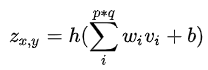 z_{x,y} = h(\sum_{i}^{p*q} w_i v_i + b)